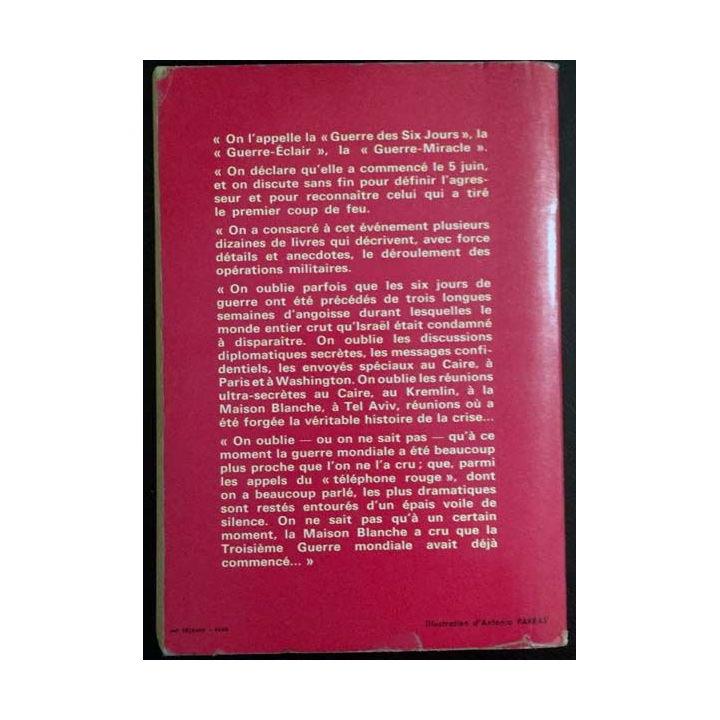 « On l'appelle la « Guerre des Six Jours », la
« Guerre-Éclair », la « Guerre-Miracle ».
« On déclare qu'elle a commencé le 5 juin,
et on discute sans fin pour définir l'agres-
seur et pour reconnaître celui qui a tiré
le premier coup de feu.
« On a consacré à cet événement plusieurs
dizaines de livres qui décrivent, avec force
détails et anecdotes, le déroulement des
opérations militaires.
« On oublie parfois que les six jours de
guerre ont été précédés de trois longues
semaines d'angoisse durant lesquelles le
monde entier crut qu'Israël était condamné
à disparaître. On oublie les discussions
diplomatiques secrètes, les messages confi-
dentiels, les envoyés spéciaux au Caire, à
Paris et à Washington. On oublie les réunions
ultra-secrètes au Caire, au Kremlin, à la
Maison Blanche, à Tel Aviv, réunions où a
été forgée la véritable histoire de la crise...
« On oublie — ou on ne sait pas — qu'à ce
moment la guerre mondiale a été beaucoup
plus proche que l'on ne l'a cru ; que, parmi
les appels du « téléphone rouge », dont
on a beaucoup parlé, les plus dramatiques
sont restés entourés d'un épais voile de
silence. On ne sait pas qu'à un certain
moment, la Maison Blanche a cru que la
Troisième Guerre mondiale avait déjà
commencé... »
Illustration d'Antonio PARRAS